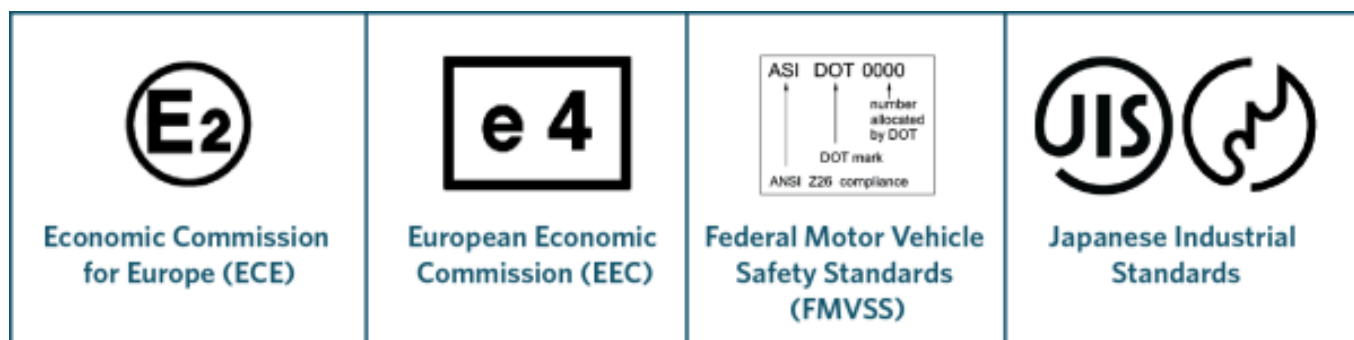 E2
Economic Commission
for Europe (ECE)
e 4
European Economic
Commission (EEC)
ASI DOT 0000
number
allocated
by DOT
DOT mark
ANSI Z26 compliance
Federal Motor Vehicle
Safety Standards
(FMVSS)
JIS
Japanese Industrial
Standards